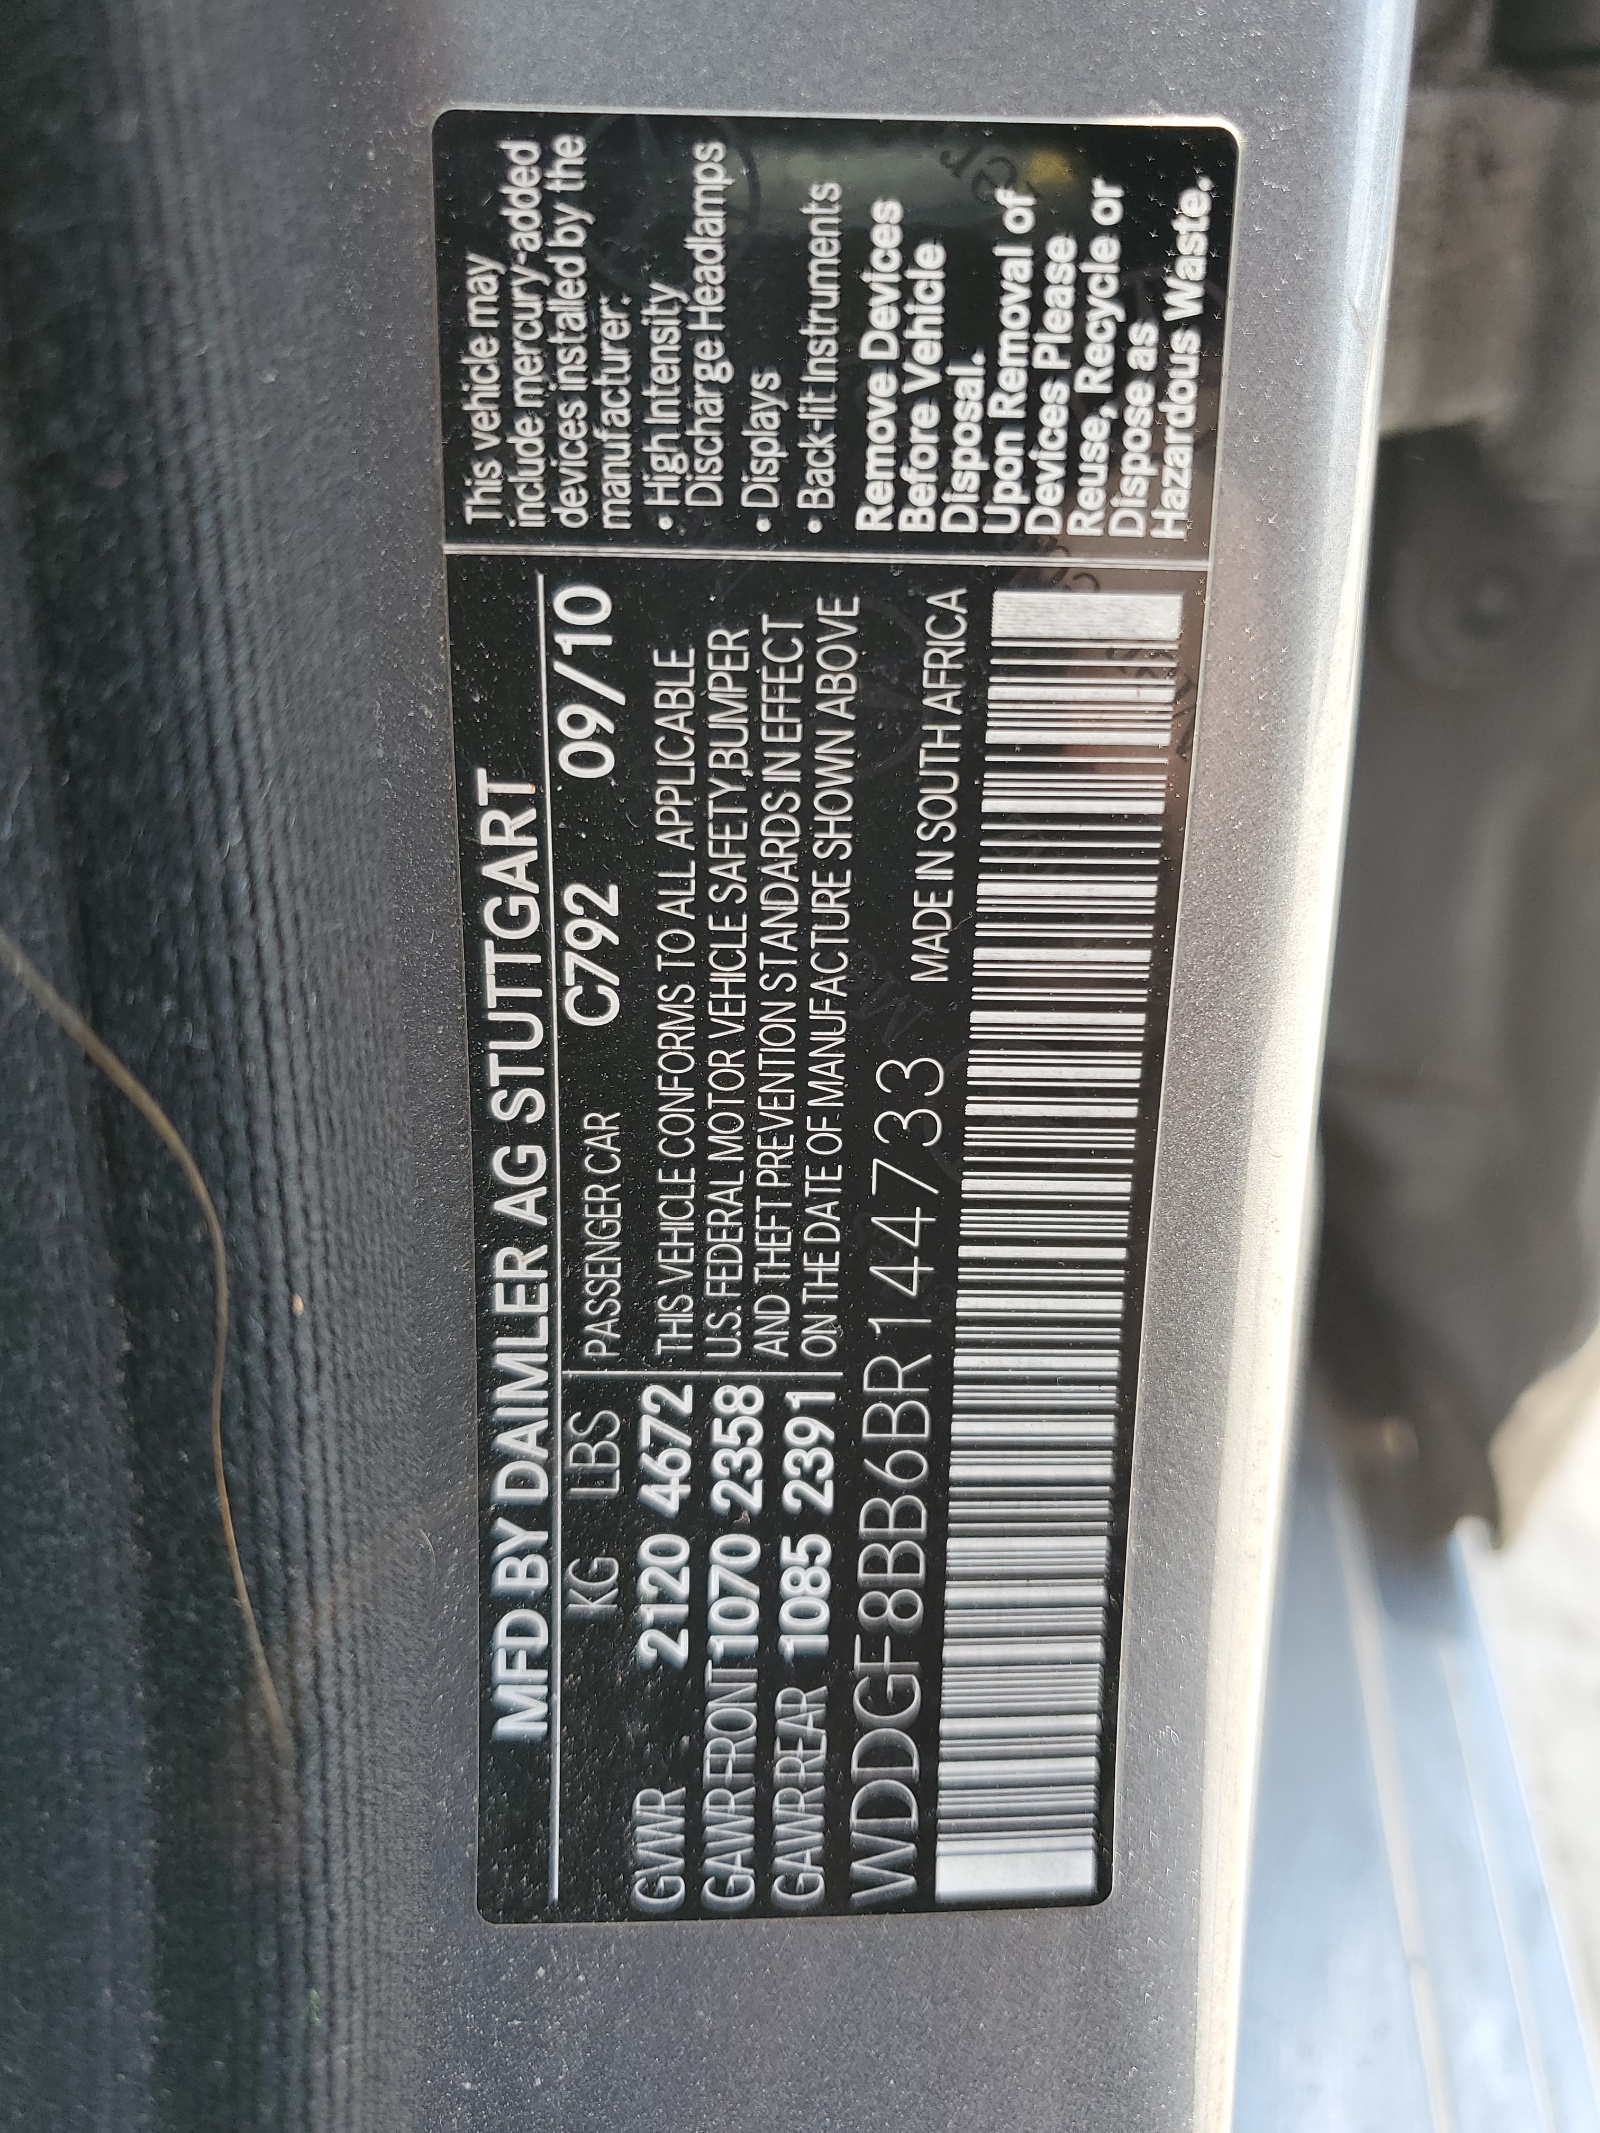 MFD BY DAIMLER AG STUTTGART
KG LBS PASSENGER CAR C792 09/10
GVWR 2120 4672 THIS VEHICLE CONFORMS TO ALL APPLICABLE
GAWR FRONT 1070 2358 U.S. FEDERAL MOTOR VEHICLE SAFETY,BUMPER
GAWR REAR 1085 2391 AND THEFT PREVENTION STANDARDS IN EFFECT
ON THE DATE OF MANUFACTURE SHOWN ABOVE
WDDGF8BB6BR144733 MADE IN SOUTH AFRICA
This vehicle may
include mercury-added
devices installed by the
manufacturer:
• High Intensity
Discharge Headlamps
• Displays
• Back-lit Instruments
Remove Devices
Before Vehicle
Disposal.
Upon Removal of
Devices Please
Reuse, Recycle or
Dispose as
Hazardous Waste.